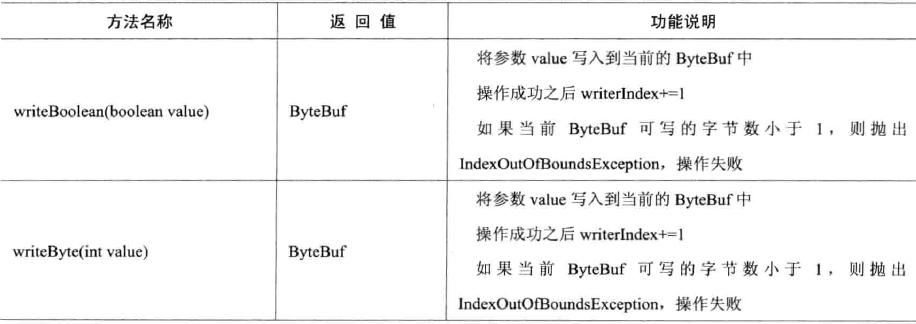 方法名称 返回值 功能说明
writeBoolean(boolean value) ByteBuf 将参数 value 写入到当前的 ByteBuf 中
操作成功之后 writerIndex+=1
如果当前 ByteBuf 可写的字节数小于 1，则抛出
IndexOutOfBoundsException，操作失败
writeByte(int value) ByteBuf 将参数 value 写入到当前的 ByteBuf 中
操作成功之后 writerIndex+=1
如果当前 ByteBuf 可写的字节数小于 1，则抛出
IndexOutOfBoundsException，操作失败